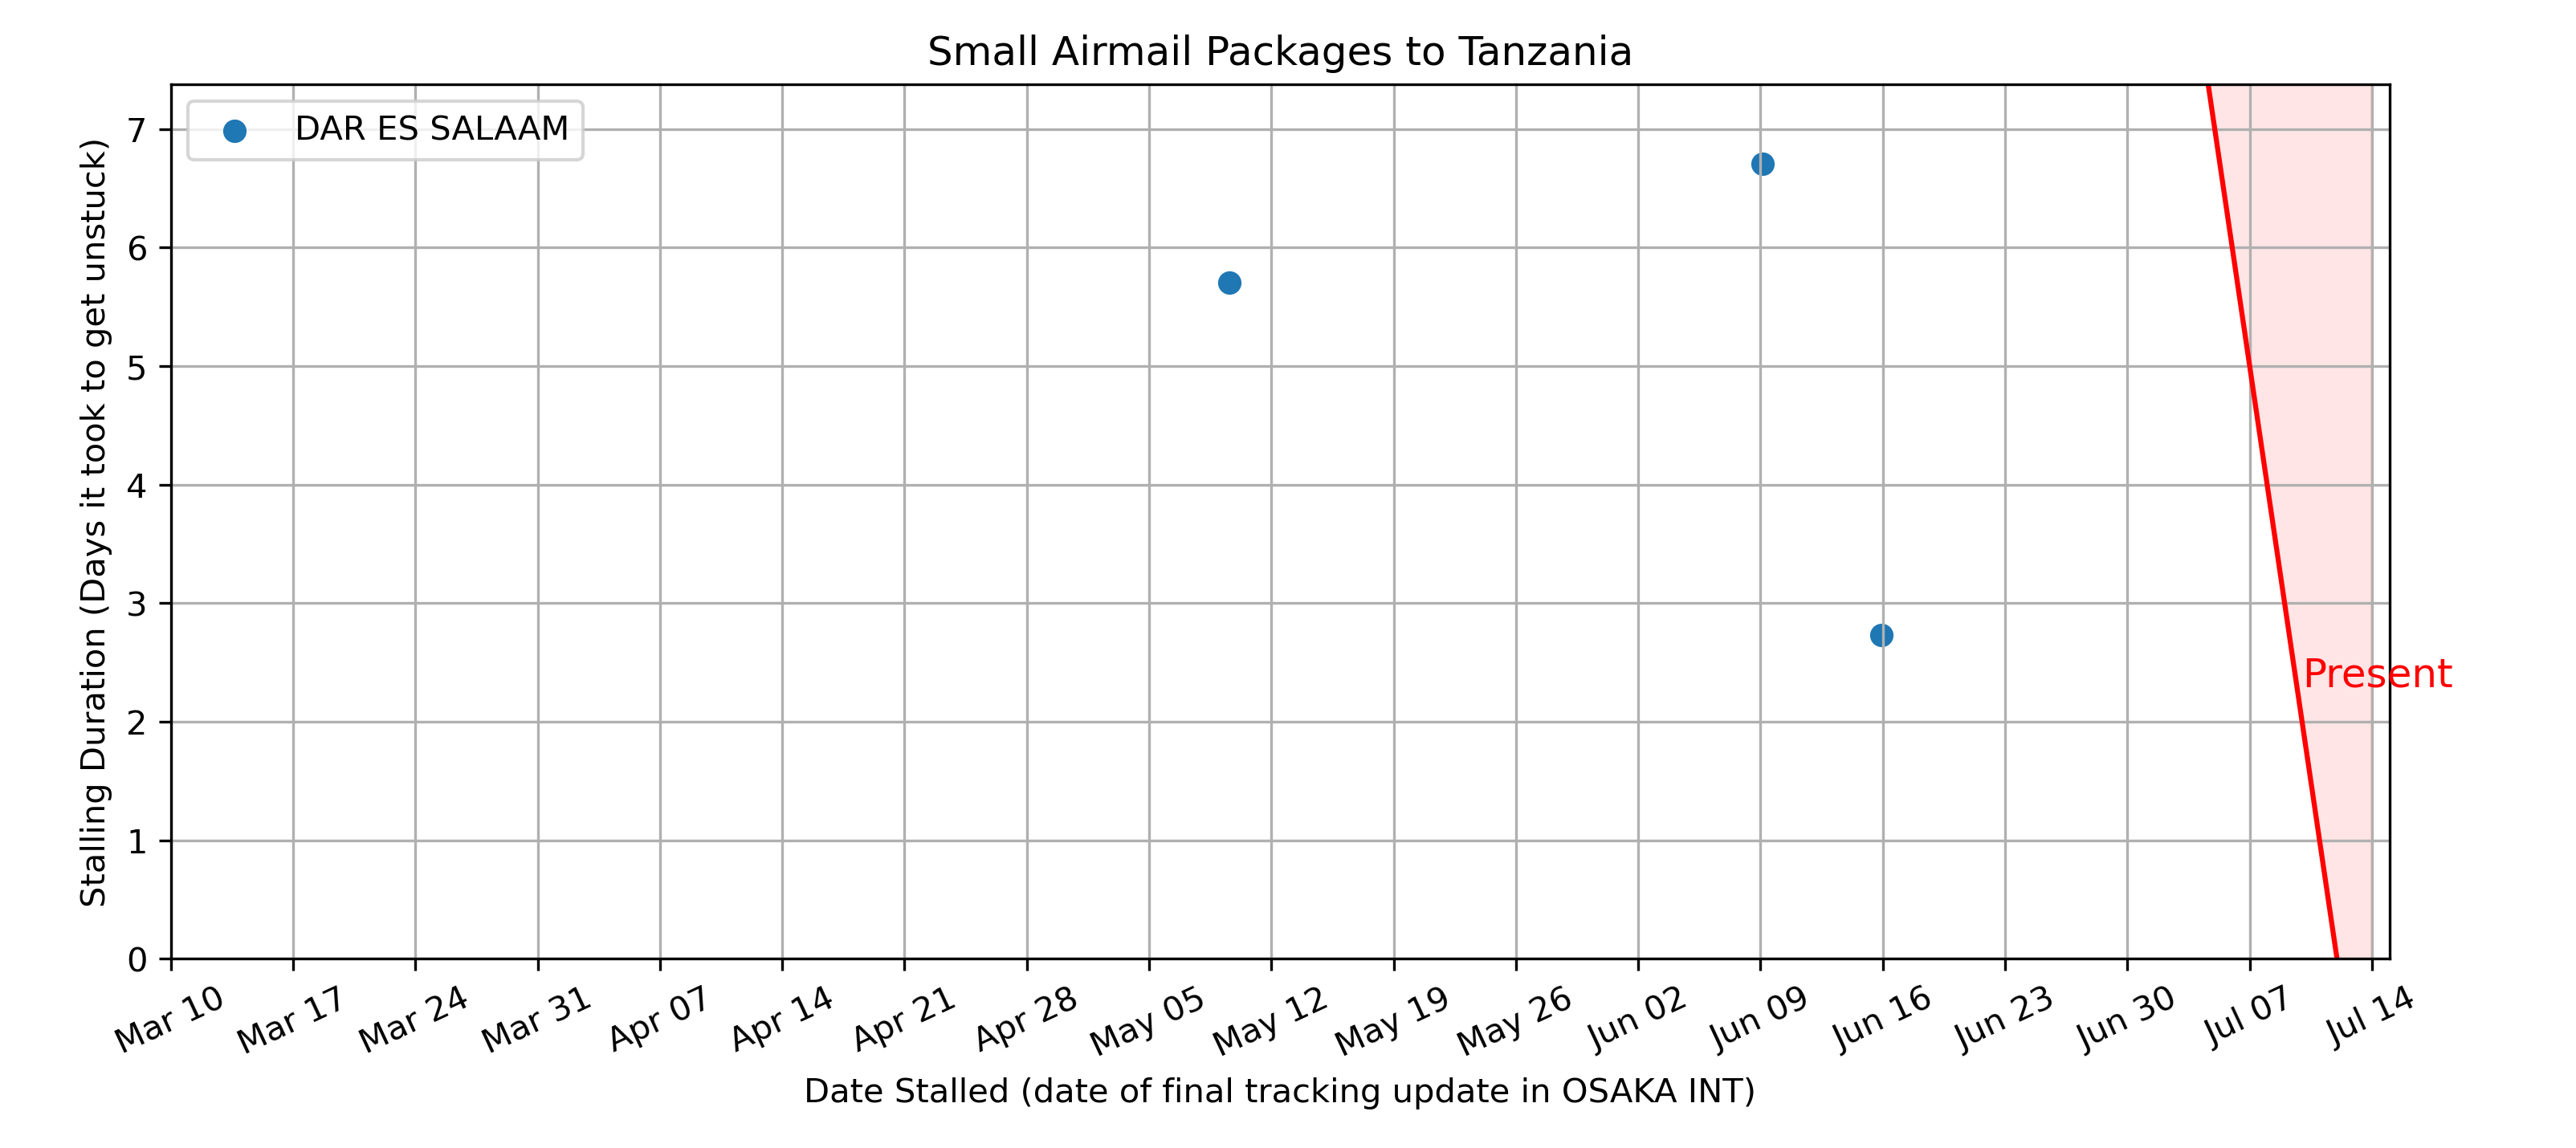 Small Airmail Packages to Tanzania
DAR ES SALAAM
Stalling Duration (Days it took to get unstuck)
7
6
5
4
3
2
1
0
Present
Mar 10
Mar 17
Mar 24
Mar 31
Apr 07
Apr 14
Apr 21
Apr 28
May 05
May 12
May 19
May 26
Jun 02
Jun 09
Jun 16
Jun 23
Jun 30
Jul 07
Jul 14
Date Stalled (date of final tracking update in OSAKA INT)